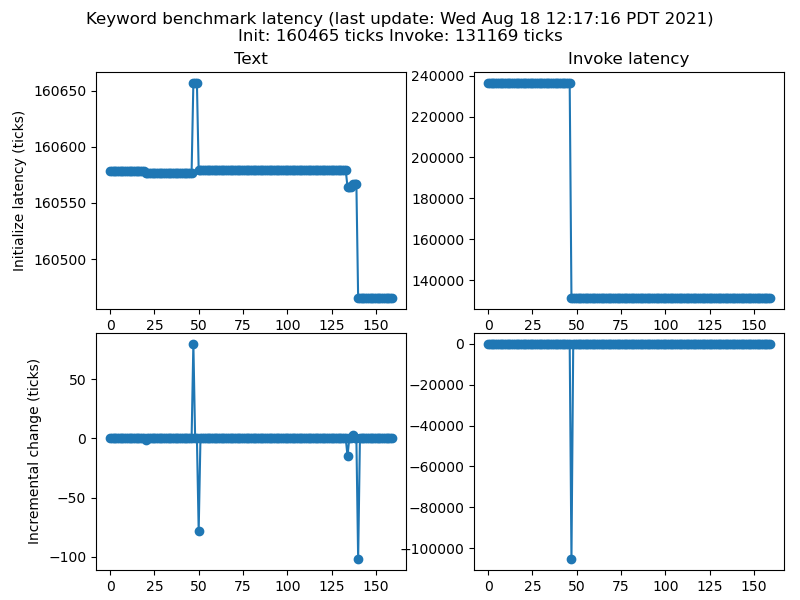 Keyword benchmark latency (last update: Wed Aug 18 12:17:16 PDT 2021)
Init: 160465 ticks Invoke: 131169 ticks
Text
Invoke latency
Initialize latency (ticks)
160650
160600
160550
160500
0 25 50 75 100 125 150
240000
220000
200000
180000
160000
140000
0 25 50 75 100 125 150
Incremental change (ticks)
50
0
−50
−100
0 25 50 75 100 125 150
0
−20000
−40000
−60000
−80000
−100000
0 25 50 75 100 125 150